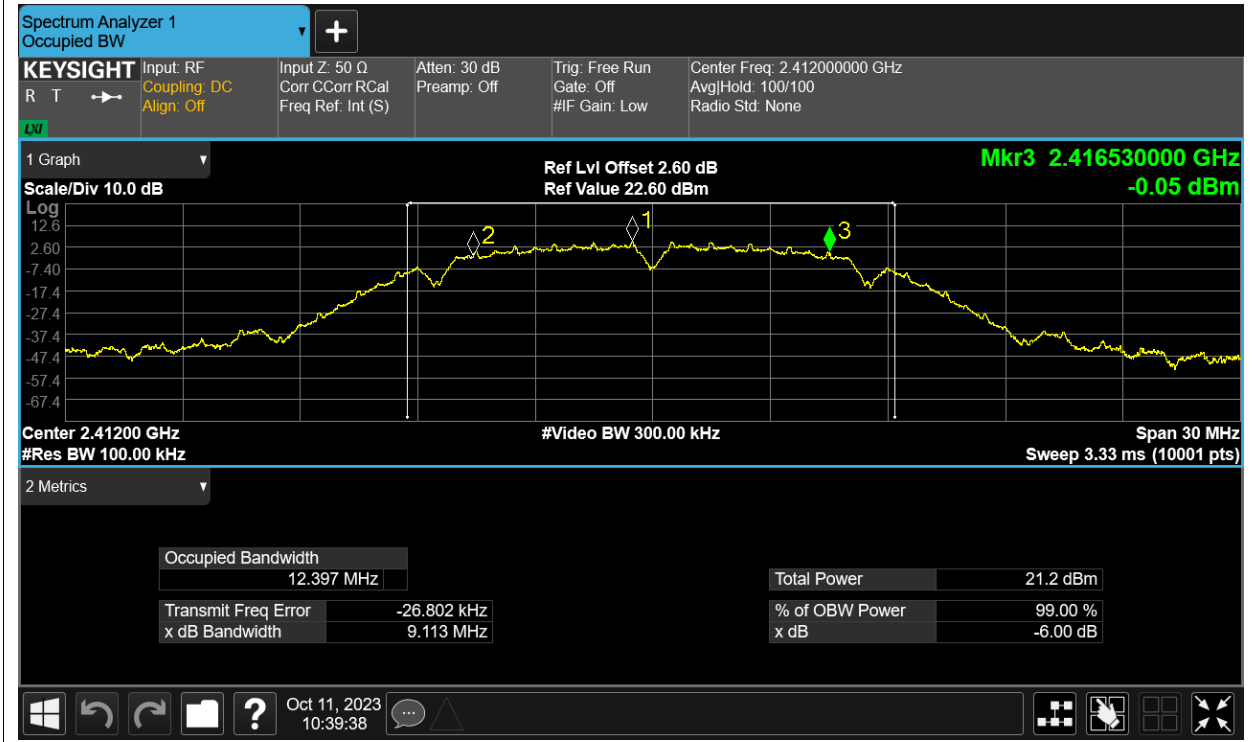 Spectrum Analyzer 1
Occupied BW
KEYSIGHT
R T
LXI
Input: RF
Coupling: DC
Align: Off
Input Z: 50 Ω
Corr CCorr RCal
Freq Ref: Int (S)
Atten: 30 dB
Preamp: Off
Trig: Free Run
Gate: Off
#IF Gain: Low
Center Freq: 2.412000000 GHz
Avg|Hold: 100/100
Radio Std: None
1 Graph
Scale/Div 10.0 dB
Ref Lvl Offset 2.60 dB
Ref Value 22.60 dBm
Mkr3 2.416530000 GHz
-0.05 dBm
Log
12.6
2.60
-7.40
-17.4
-27.4
-37.4
-47.4
-57.4
-67.4
2
1
3
Center 2.41200 GHz
#Video BW 300.00 kHz
Span 30 MHz
#Res BW 100.00 kHz
Sweep 3.33 ms (10001 pts)
2 Metrics
Occupied Bandwidth
12.397 MHz
Total Power 21.2 dBm
Transmit Freq Error -26.802 kHz
% of OBW Power 99.00 %
x dB Bandwidth 9.113 MHz
x dB -6.00 dB
?
Oct 11, 2023
10:39:38